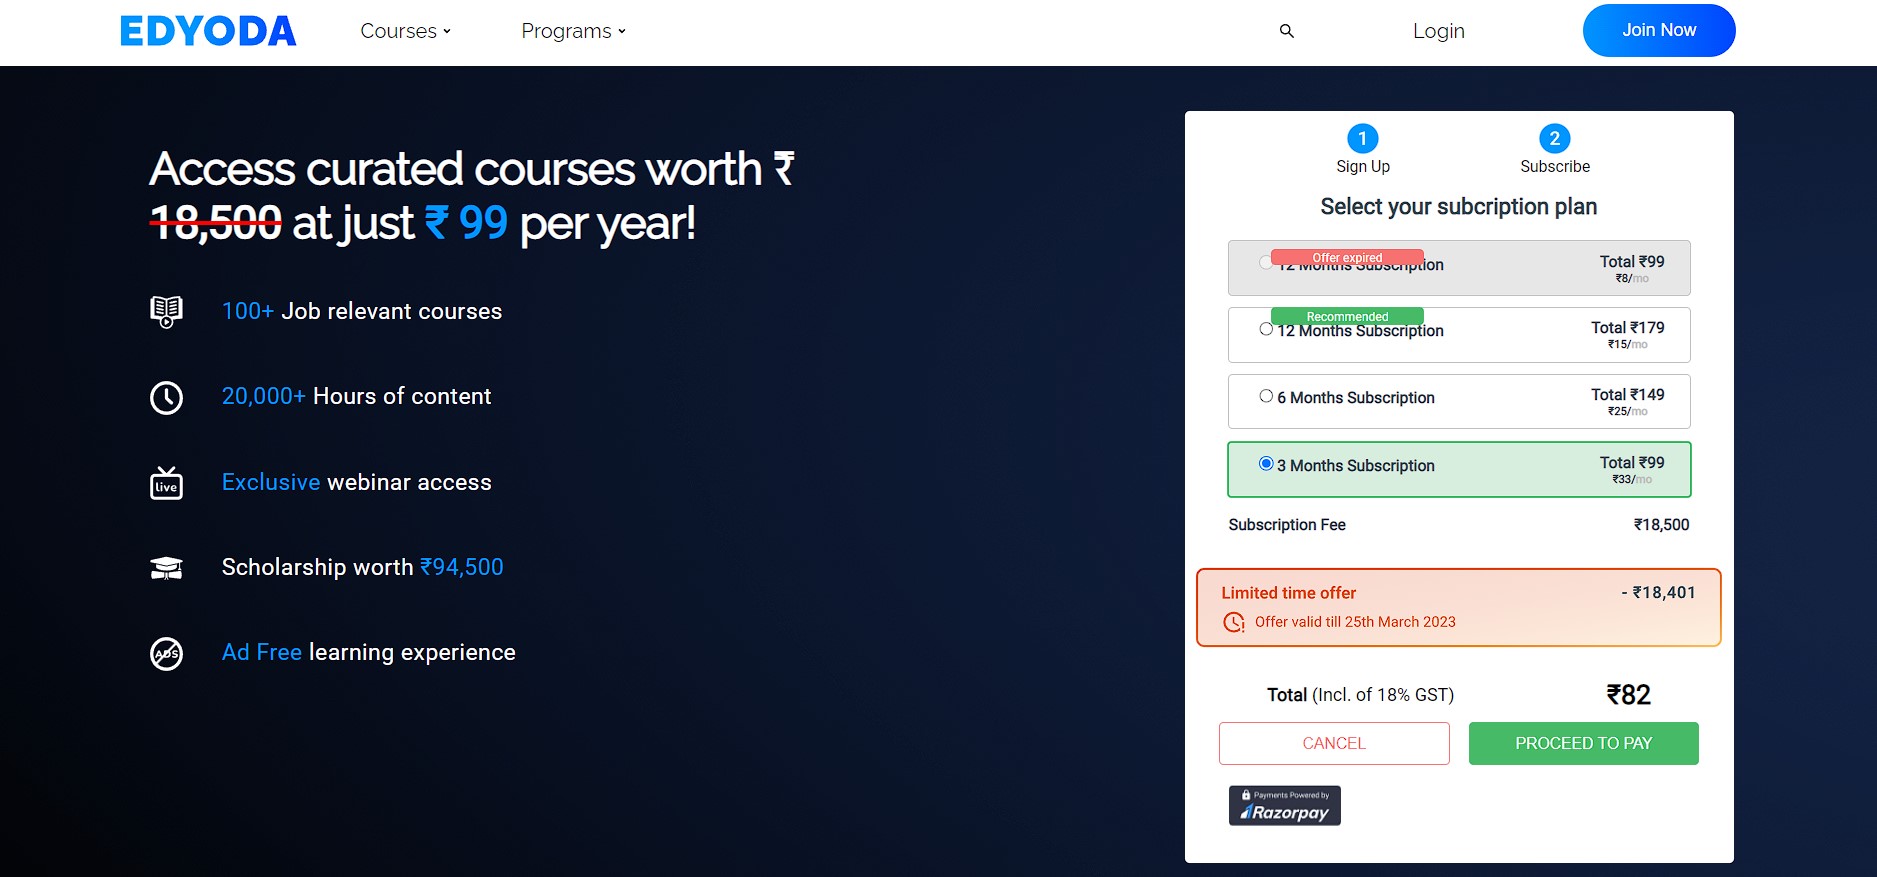 EDYODA
Courses
Programs
Login
Join Now
Access curated courses worth ₹
18,500 at just ₹ 99 per year!
100+ Job relevant courses
20,000+ Hours of content
live
Exclusive webinar access
Scholarship worth ₹94,500
ADS
Ad Free learning experience
1
2
Sign Up
Subscribe
Select your subcription plan
Offer expired
12 Months Subscription
Total ₹99
₹8/mo
Recommended
12 Months Subscription
Total ₹179
₹15/mo
6 Months Subscription
Total ₹149
₹25/mo
3 Months Subscription
Total ₹99
₹33/mo
Subscription Fee
₹18,500
Limited time offer
- ₹18,401
Offer valid till 25th March 2023
Total (Incl. of 18% GST)
₹82
CANCEL
PROCEED TO PAY
Payments Powered by
Razorpay